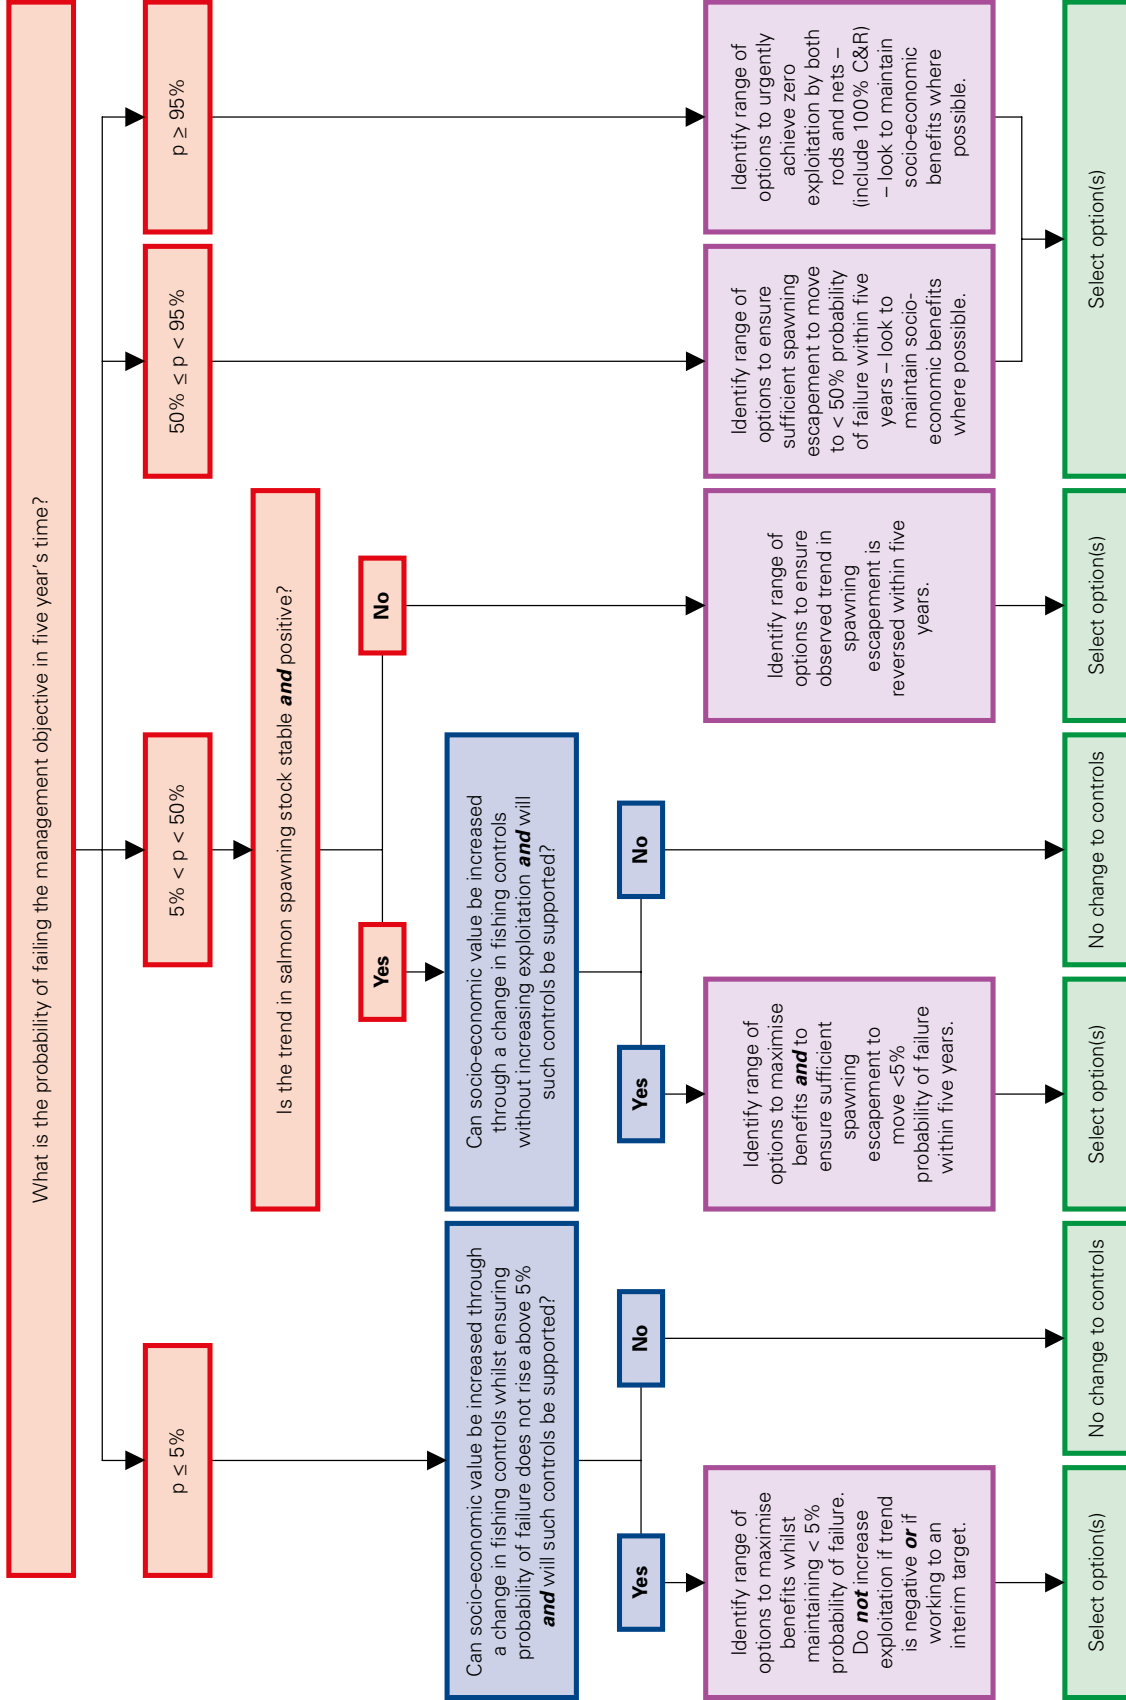 What is the probability of failing the management objective in five year's time?
p ≤ 5%
5% < p < 50%
50% ≤ p < 95%
p ≥ 95%
Is the trend in salmon spawning stock stable and positive?
Yes
No
Can socio-economic value be increased through
a change in fishing controls whilst ensuring
probability of failure does not rise above 5%
and will such controls be supported?
Can socio-economic value be increased
through a change in fishing controls
without increasing exploitation and will
such controls be supported?
Yes
No
Yes
No
Identify range of
options to maximise
benefits whilst
maintaining < 5%
probability of failure.
Do not increase
exploitation if trend
is negative or if
working to an
interim target.
Identify range of
options to maximise
benefits and to
ensure sufficient
spawning
escapement to
move <5%
probability of failure
within five years.
Identify range of
options to ensure
observed trend in
spawning
escapement is
reversed within five
years.
Identify range of
options to ensure
sufficient spawning
escapement to move
to < 50% probability
of failure within five
years – look to
maintain socio-
economic benefits
where possible.
Identify range of
options to urgently
achieve zero
exploitation by both
rods and nets –
(include 100% C&R)
– look to maintain
socio-economic
benefits where
possible.
Select option(s)
No change to controls
Select option(s)
No change to controls
Select option(s)
Select option(s)